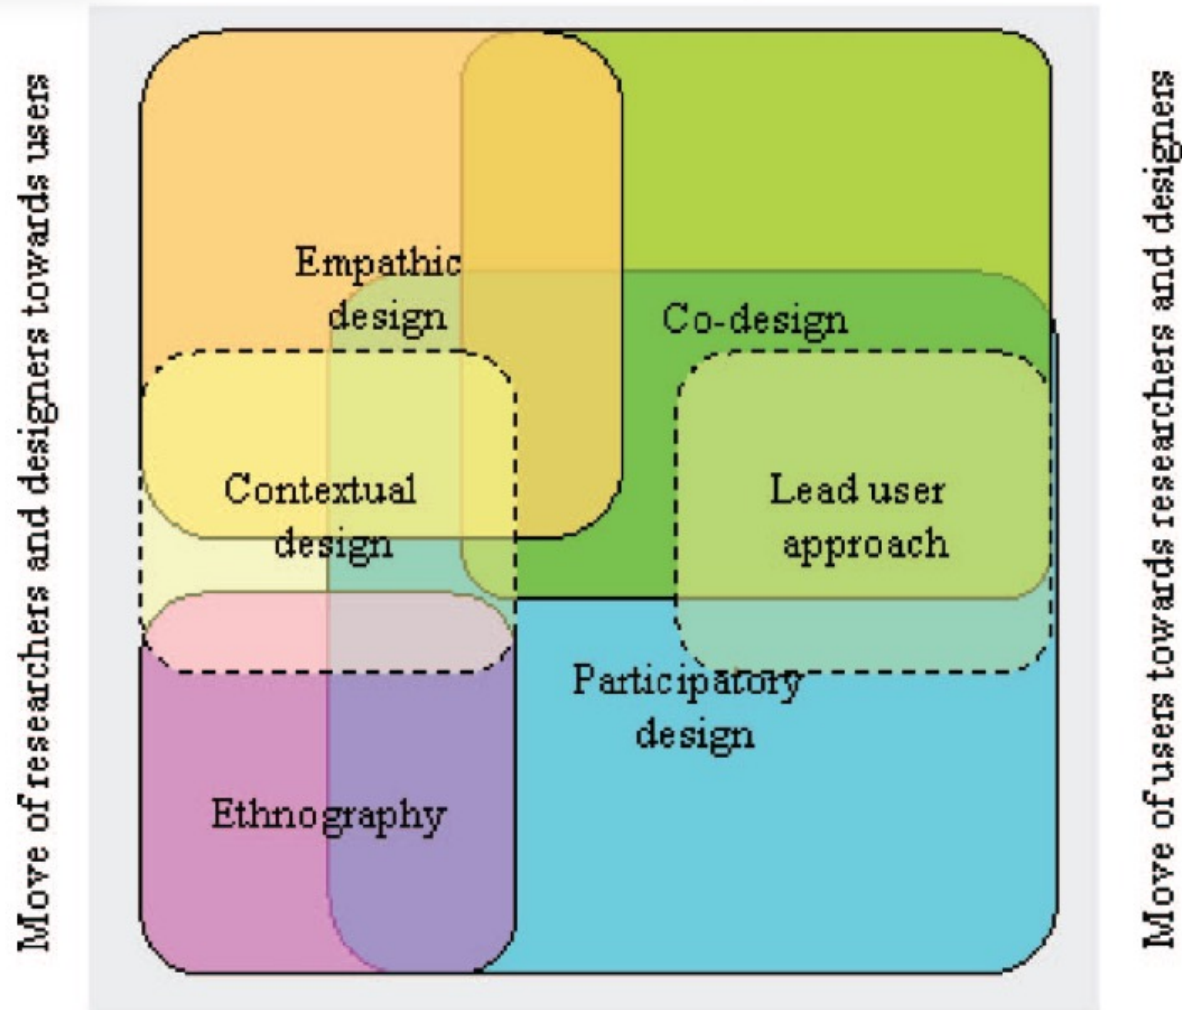 Move of researchers and designers towards users
Empathic
design
Co-design
Contextual
design
Lead user
approach
Participatory
design
Ethnography
Move of users towards researchers and designers